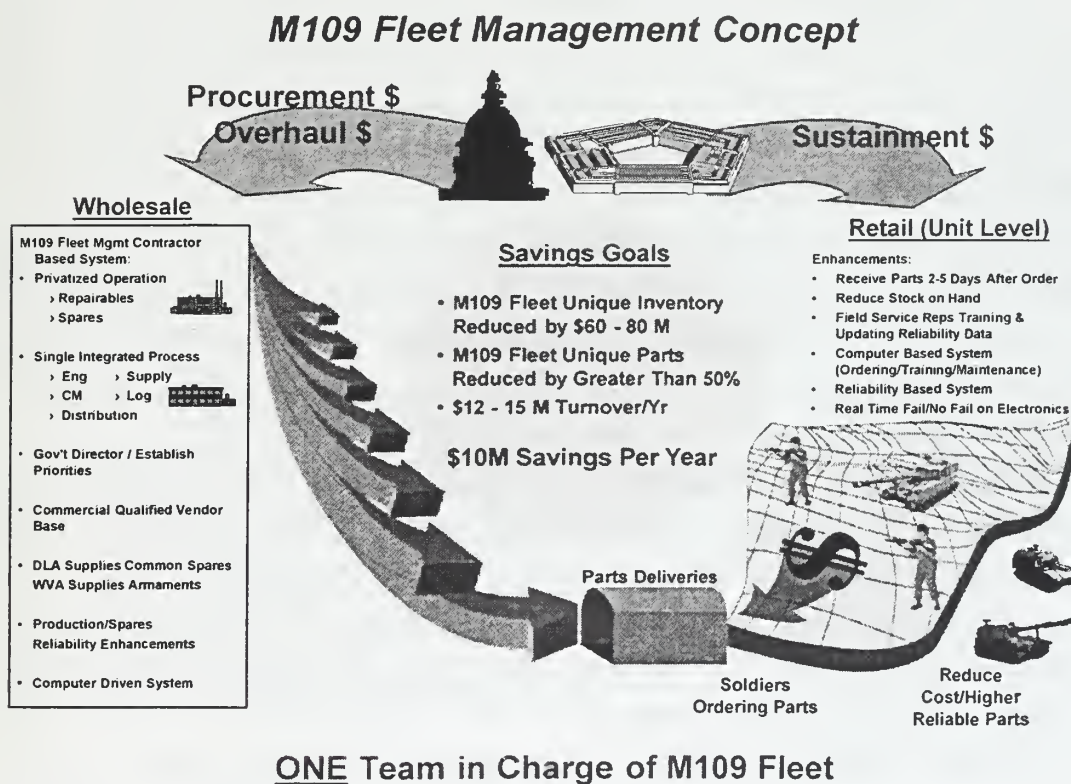 M109 Fleet Management Concept
Procurement $
Overhaul $
Sustainment $
Wholesale
M109 Fleet Mgmt Contractor
Based System:
• Privatized Operation
› Repairables
› Spares
• Single Integrated Process
› Eng › Supply
› CM › Log
› Distribution
• Gov't Director / Establish
Priorities
• Commercial Qualified Vendor
Base
• DLA Supplies Common Spares
WVA Supplies Armaments
• Production/Spares
Reliability Enhancements
• Computer Driven System
Savings Goals
• M109 Fleet Unique Inventory
Reduced by $60 - 80 M
• M109 Fleet Unique Parts
Reduced by Greater Than 50%
• $12 - 15 M Turnover/Yr
$10M Savings Per Year
Retail (Unit Level)
Enhancements:
• Receive Parts 2-5 Days After Order
• Reduce Stock on Hand
• Field Service Reps Training &
Updating Reliability Data
• Computer Based System
(Ordering/Training/Maintenance)
• Reliability Based System
• Real Time Fail/No Fail on Electronics
$
Parts Deliveries
Soldiers
Ordering Parts
Reduce
Cost/Higher
Reliable Parts
ONE Team in Charge of M109 Fleet